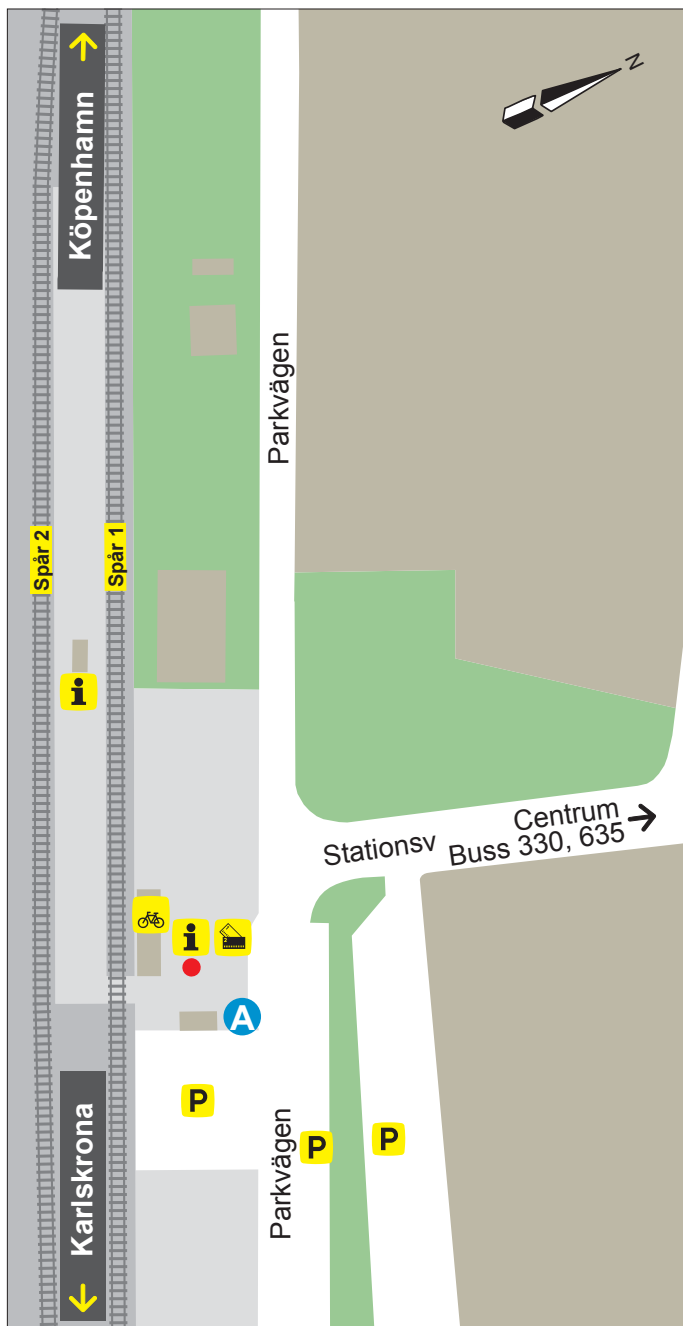 Köpenhamn
N
Parkvägen
Spår 2
Spår 1
i
Centrum
Stationsv
Buss 330, 635
i
A
P
P
P
Karlskrona
Parkvägen